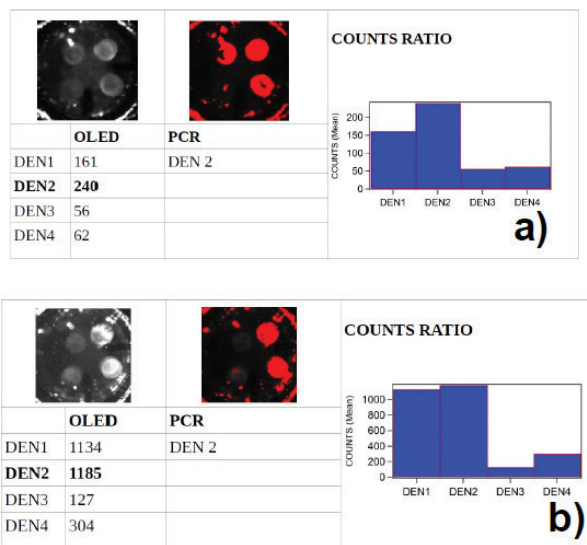 COUNTS RATIO
OLED PCR
DEN1 161 DEN 2
DEN2 240
DEN3 56
DEN4 62
COUNTS (Mean)
200
150
100
50
0
DEN1 DEN2 DEN3 DEN4
a)
COUNTS RATIO
OLED PCR
DEN1 1134 DEN 2
DEN2 1185
DEN3 127
DEN4 304
COUNTS (Mean)
1000
800
600
400
200
0
DEN1 DEN2 DEN3 DEN4
b)